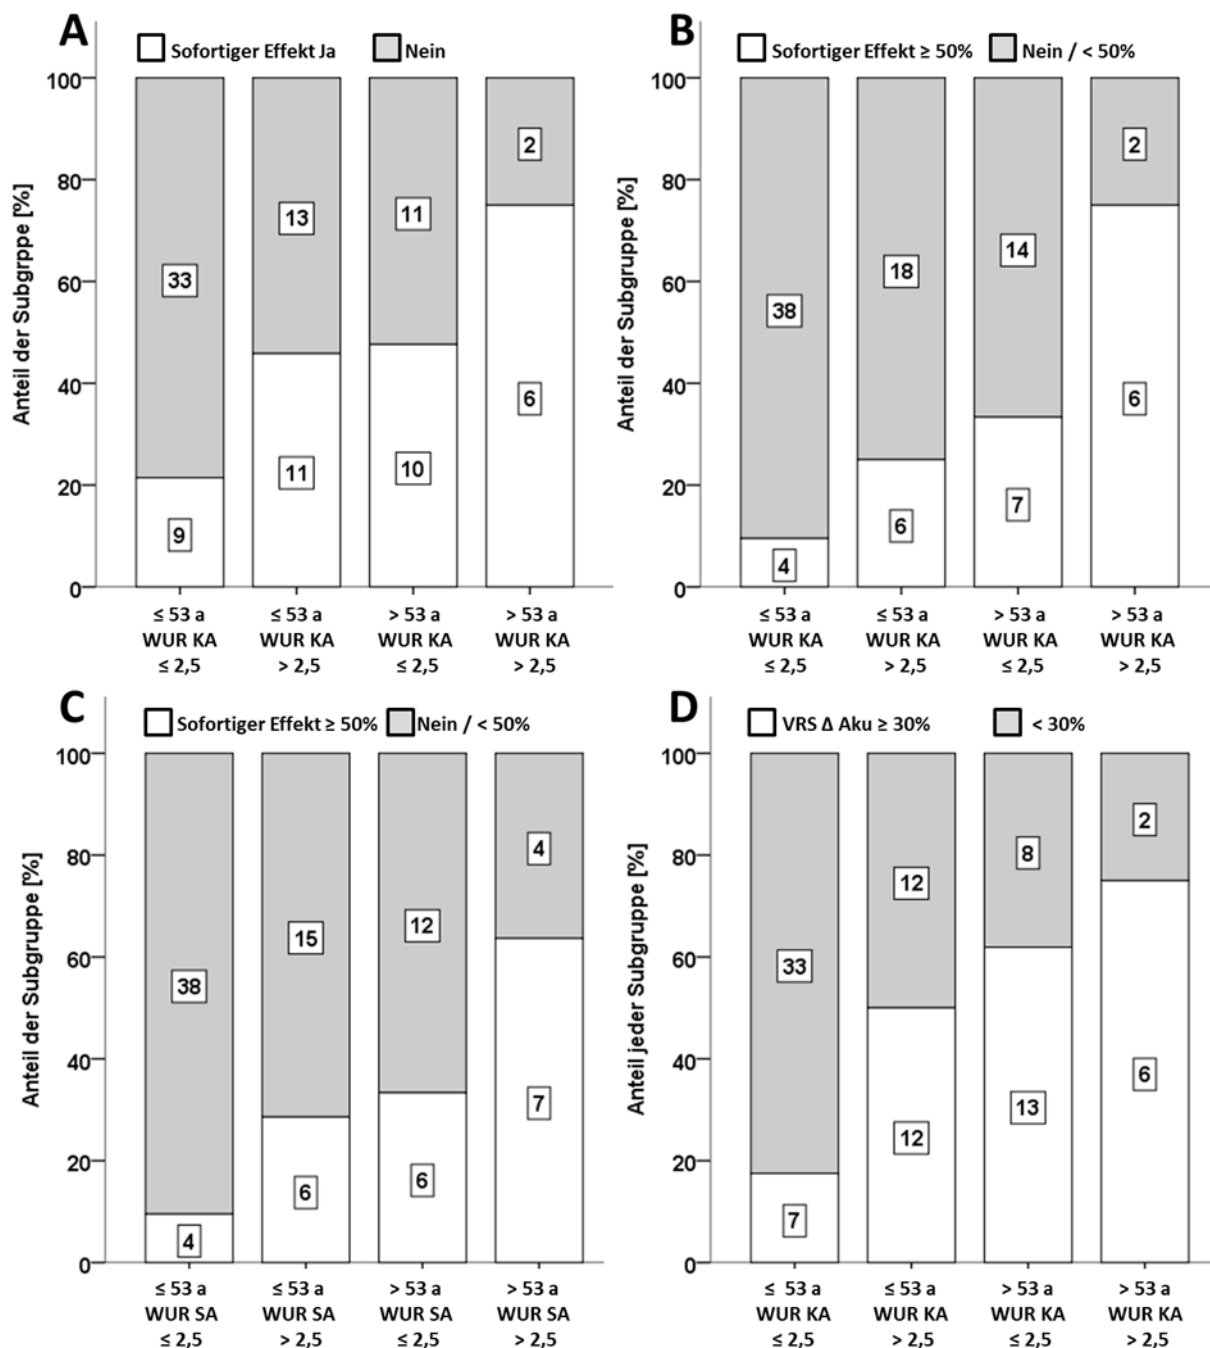 A
Sofortiger Effekt Ja
Nein
Anteil der Subgrppe [%]
100
80
60
40
20
0
33
13
11
2
9
11
10
6
≤ 53 a
WUR KA
≤ 2,5
≤ 53 a
WUR KA
> 2,5
> 53 a
WUR KA
≤ 2,5
> 53 a
WUR KA
> 2,5
B
Sofortiger Effekt ≥ 50%
Nein / < 50%
Anteil der Subgruppe [%]
100
80
60
40
20
0
38
18
14
2
4
6
7
6
≤ 53 a
WUR KA
≤ 2,5
≤ 53 a
WUR KA
> 2,5
> 53 a
WUR KA
≤ 2,5
> 53 a
WUR KA
> 2,5
C
Sofortiger Effekt ≥ 50%
Nein / < 50%
Anteil der Subgruppe [%]
100
80
60
40
20
0
38
15
12
4
4
6
6
7
≤ 53 a
WUR SA
≤ 2,5
≤ 53 a
WUR SA
> 2,5
> 53 a
WUR SA
≤ 2,5
> 53 a
WUR SA
> 2,5
D
VRS Δ Aku ≥ 30%
< 30%
Anteil jeder Subgruppe [%]
100
80
60
40
20
0
33
12
8
2
7
12
13
6
≤ 53 a
WUR KA
≤ 2,5
≤ 53 a
WUR KA
> 2,5
> 53 a
WUR KA
≤ 2,5
> 53 a
WUR KA
> 2,5